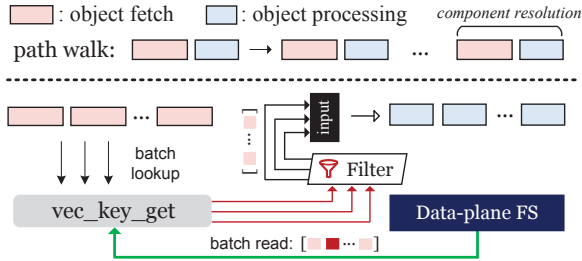 : object fetch
: object processing
component resolution
path walk:
...
...
batch
lookup
[...]
input
...
Filter
vec_key_get
Data-plane FS
batch read: [...]